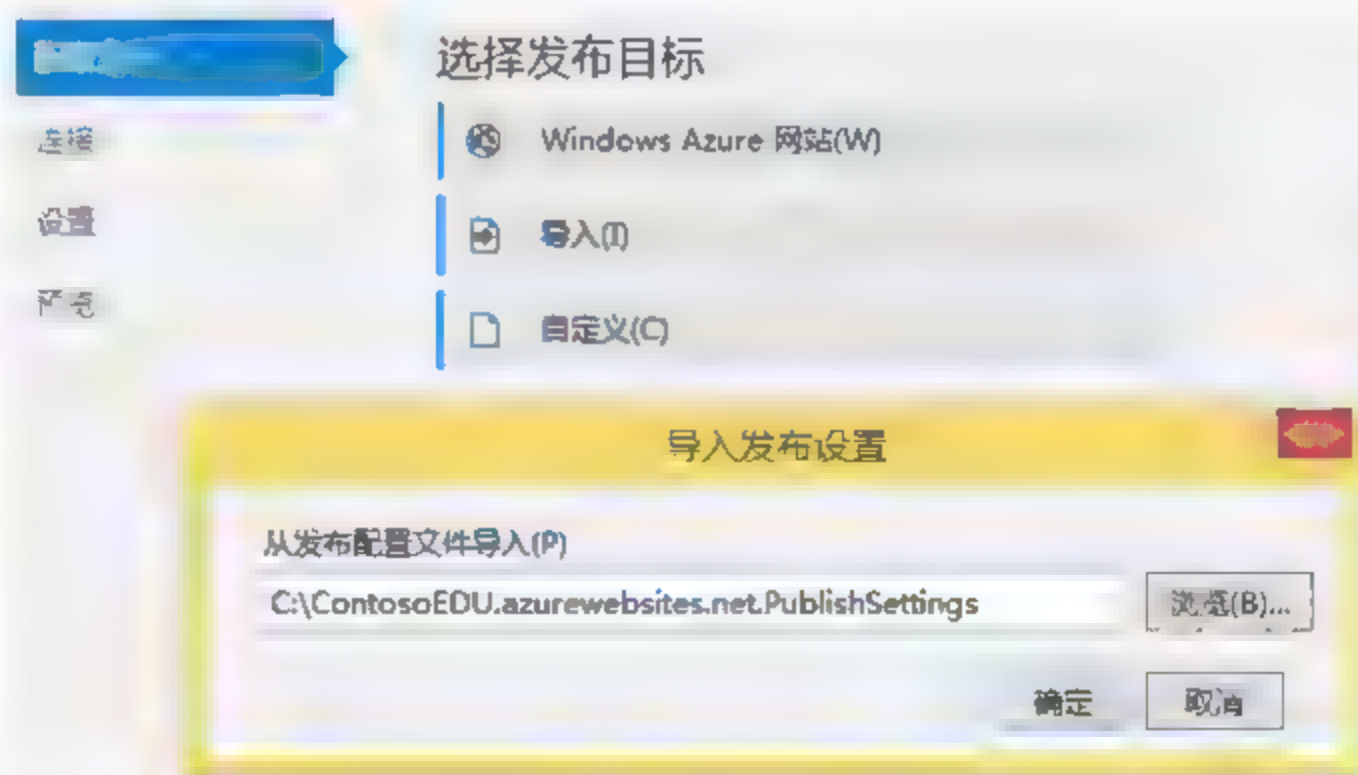 选择发布目标
连接
Windows Azure 网站(W)
设置
导入(I)
预览
自定义(C)
导入发布设置
从发布配置文件导入(P)
C:\ContosoEDU.azurewebsites.net.PublishSettings
浏览(B)...
确定
取消